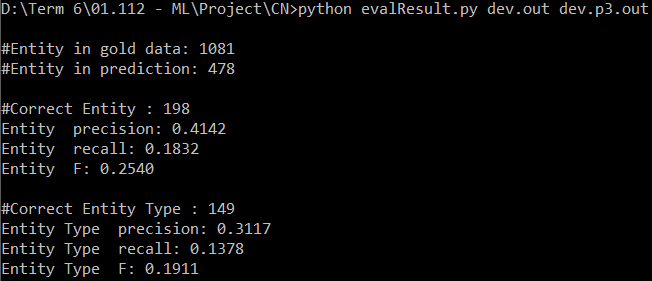 D:\Term 6\01.112 - ML\Project\CN>python evalResult.py dev.out dev.p3.out
#Entity in gold data: 1081
#Entity in prediction: 478
#Correct Entity : 198
Entity  precision: 0.4142
Entity  recall: 0.1832
Entity  F: 0.2540
#Correct Entity Type : 149
Entity Type  precision: 0.3117
Entity Type  recall: 0.1378
Entity Type  F: 0.1911